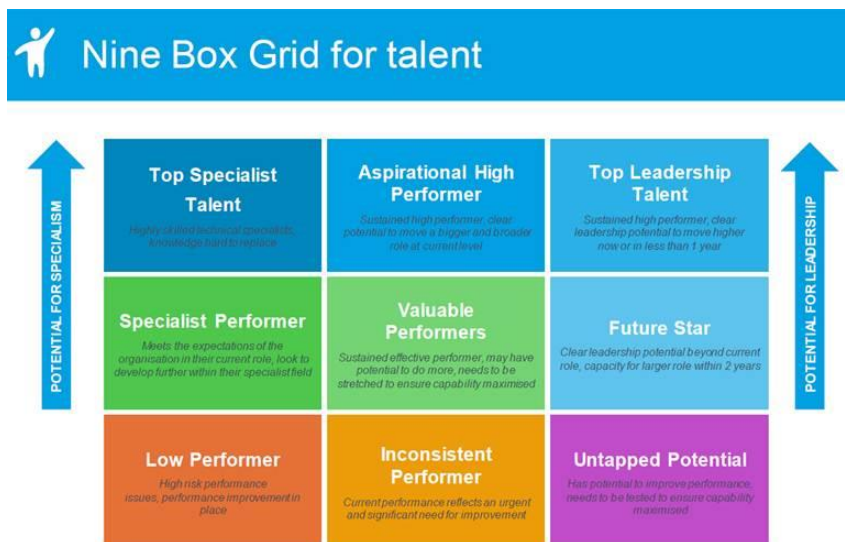 Nine Box Grid for talent
POTENTIAL FOR SPECIALISM
Top Specialist
Talent
Highly skilled technical specialists,
knowledge hard to replace
Aspirational High
Performer
Sustained high performer, clear
potential to move a bigger and broader
role at current level
Top Leadership
Talent
Sustained high performer, clear
leadership potential to move higher
now or in less than 1 year
POTENTIAL FOR LEADERSHIP
Specialist Performer
Meets the expectations of the
organisation in their current role, look to
develop further within their specialist field
Valuable
Performers
Sustained effective performer, may have
potential to do more, needs to be
stretched to ensure capability maximised
Future Star
Clear leadership potential beyond current
role, capacity for larger role within 2 years
Low Performer
High risk performance
issues, performance improvement in
place
Inconsistent
Performer
Current performance reflects an urgent
and significant need for improvement
Untapped Potential
Has potential to improve performance,
needs to be tested to ensure capability
maximised